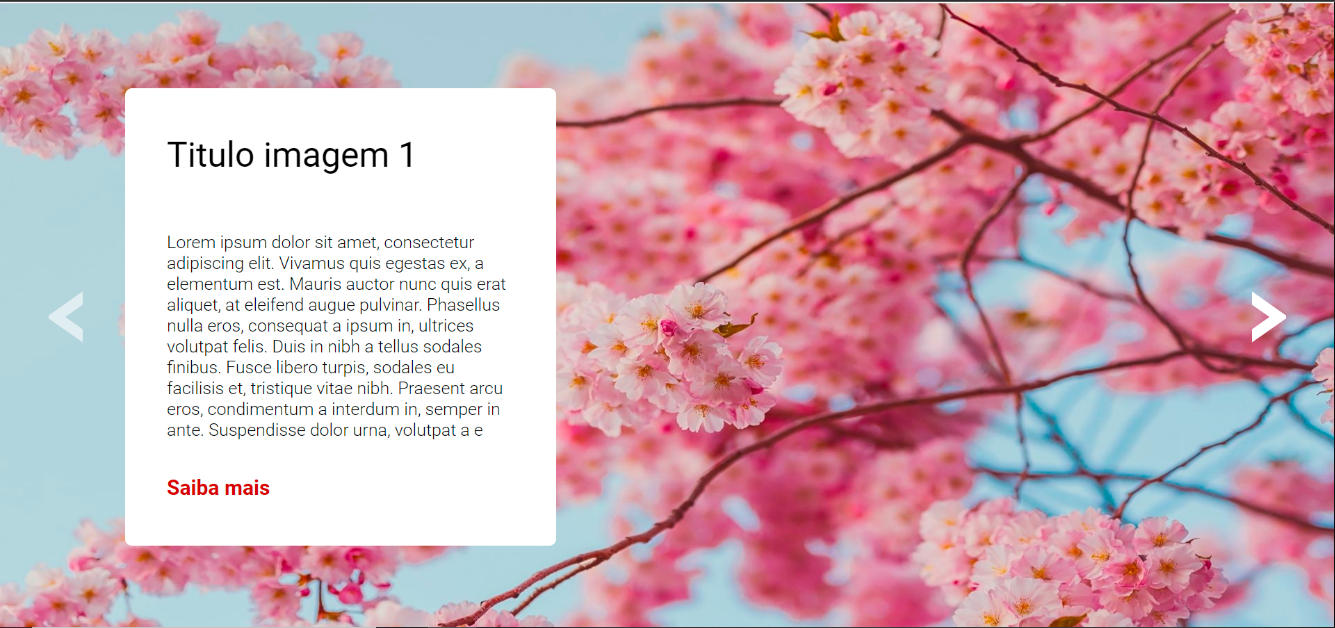 Titulo imagem 1
Lorem ipsum dolor sit amet, consectetur
adipiscing elit. Vivamus quis egestas ex, a
elementum est. Mauris auctor nunc quis erat
aliquet, at eleifend augue pulvinar. Phasellus
nulla eros, consequat a ipsum in, ultrices
volutpat felis. Duis in nibh a tellus sodales
finibus. Fusce libero turpis, sodales eu
facilisis et, tristique vitae nibh. Praesent arcu
eros, condimentum a interdum in, semper in
ante. Suspendisse dolor urna, volutpat a e
Saiba mais